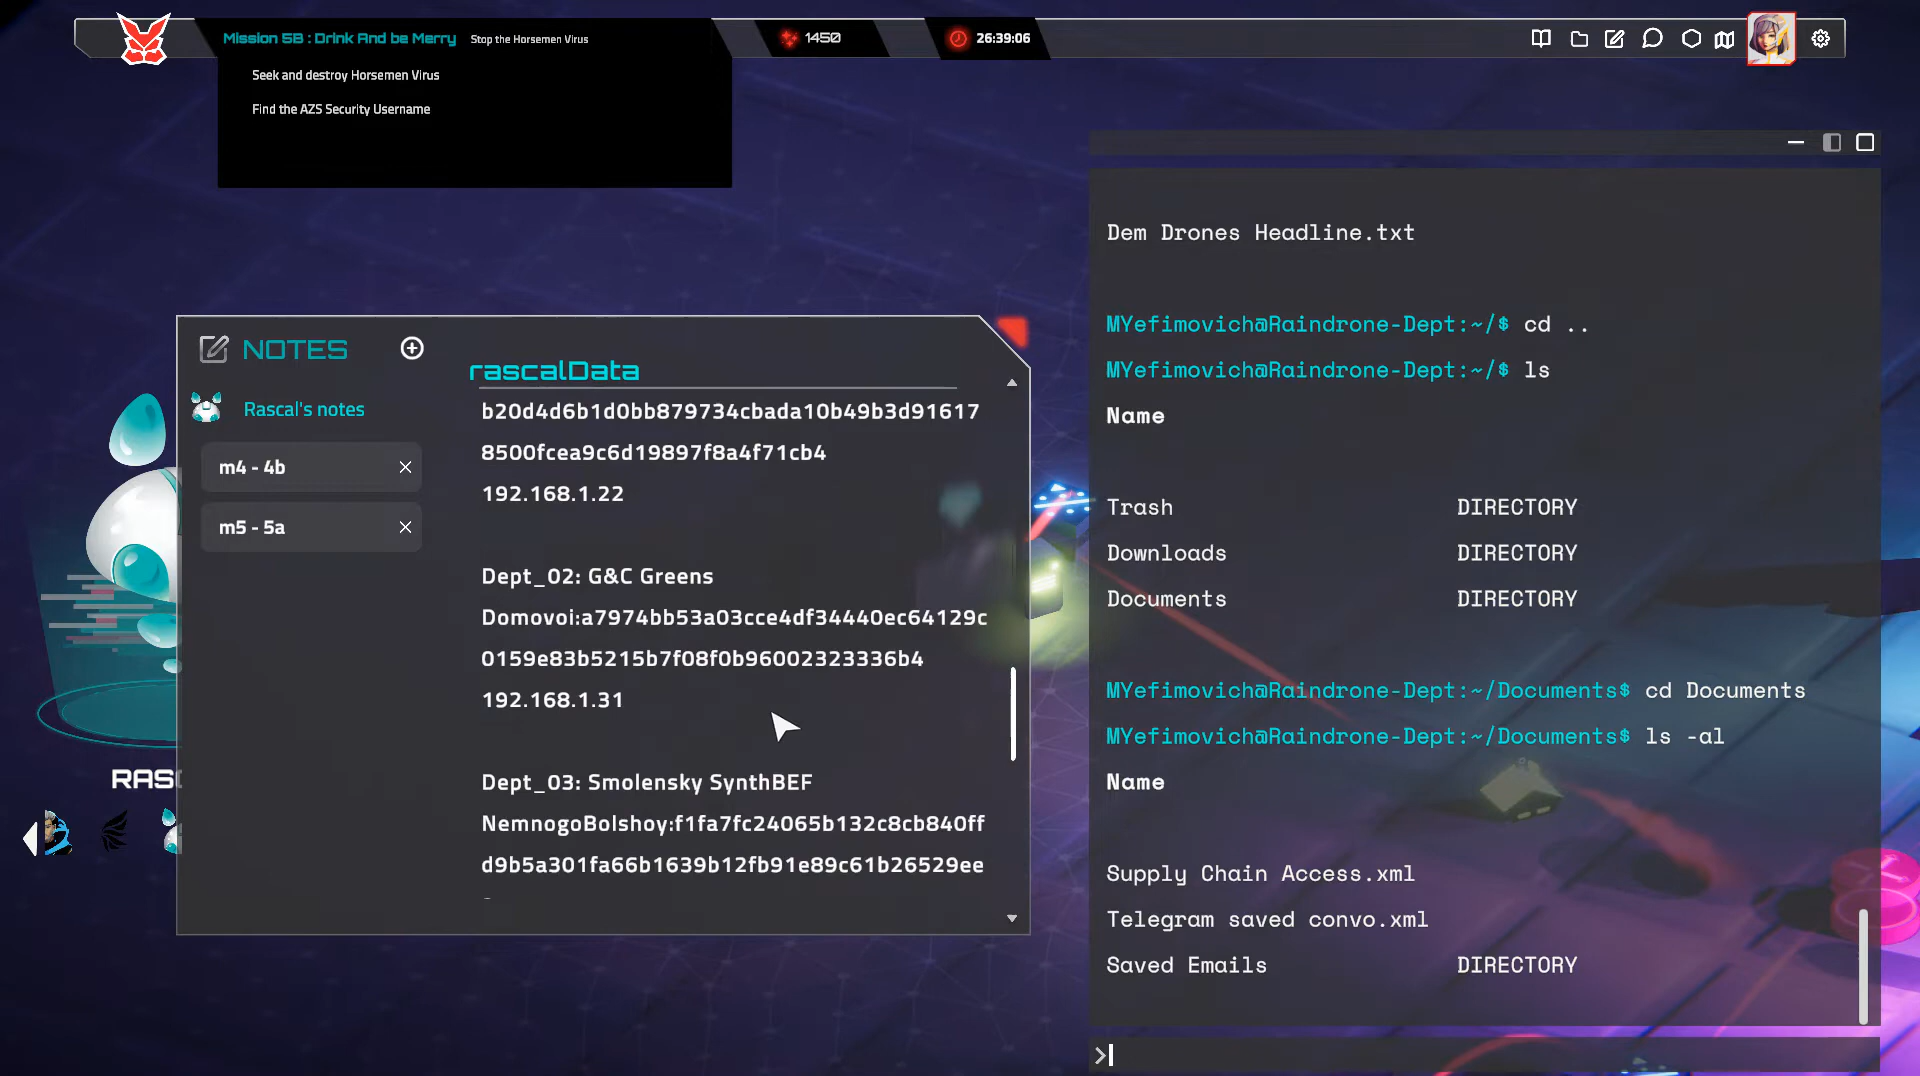 Mission 5B : Drink And be Merry Stop the Horsemen Virus
1450
26:39:06
Seek and destroy Horsemen Virus
Find the AZS Security Username
NOTES
Rascal's notes
m4 - 4b
m5 - 5a
rascalData
b20d4d6b1d0bb879734cbada10b49b3d91617
8500fcea9c6d19897f8a4f71cb4
192.168.1.22
Dept_02: G&C Greens
Domovoi:a7974bb53a03cce4df34440ec64129c
0159e83b5215b7f08f0b96002323336b4
192.168.1.31
Dept_03: Smolensky SynthBEF
NemnogoBolshoy:f1fa7fc24065b132c8cb840ff
d9b5a301fa66b1639b12fb91e89c61b26529ee
RASC
Dem Drones Headline.txt
MYefimovich@Raindrone-Dept:~/$ cd ..
MYefimovich@Raindrone-Dept:~/$ ls
Name
Trash DIRECTORY
Downloads DIRECTORY
Documents DIRECTORY
MYefimovich@Raindrone-Dept:~/Documents$ cd Documents
MYefimovich@Raindrone-Dept:~/Documents$ ls -al
Name
Supply Chain Access.xml
Telegram saved convo.xml
Saved Emails DIRECTORY
>